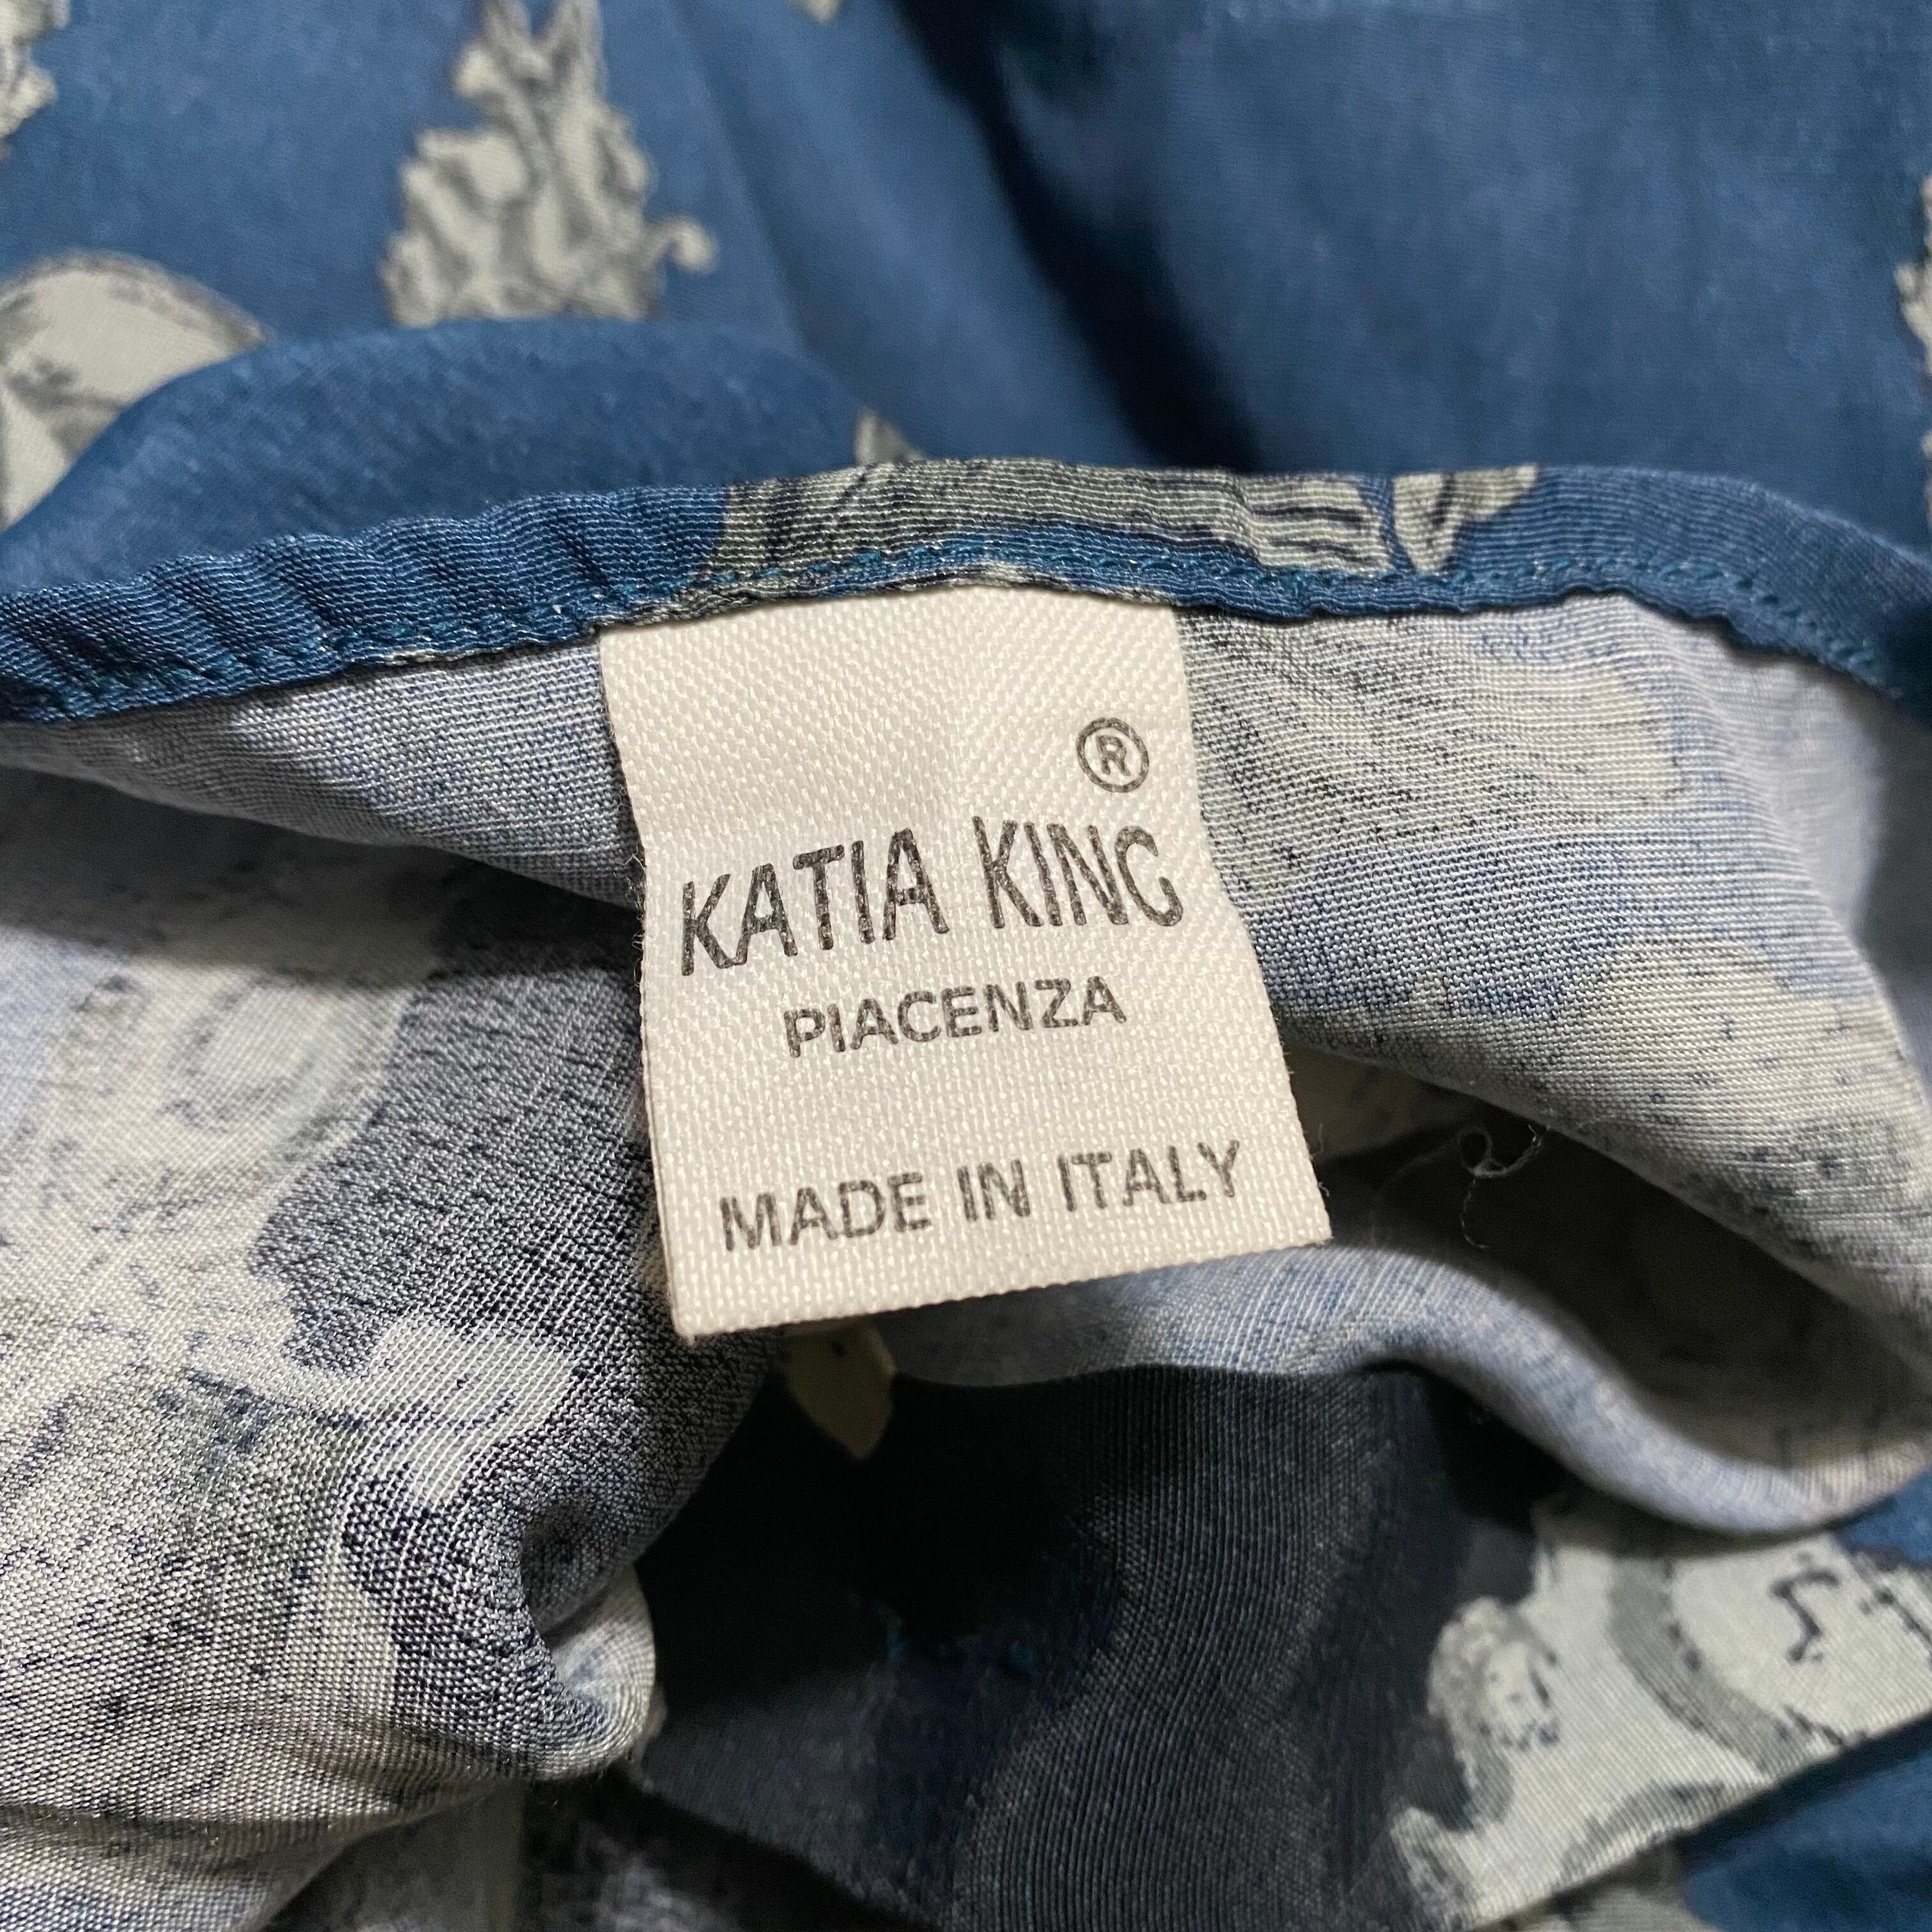 ®
KATIA KING
PIACENZA
MADE IN ITALY